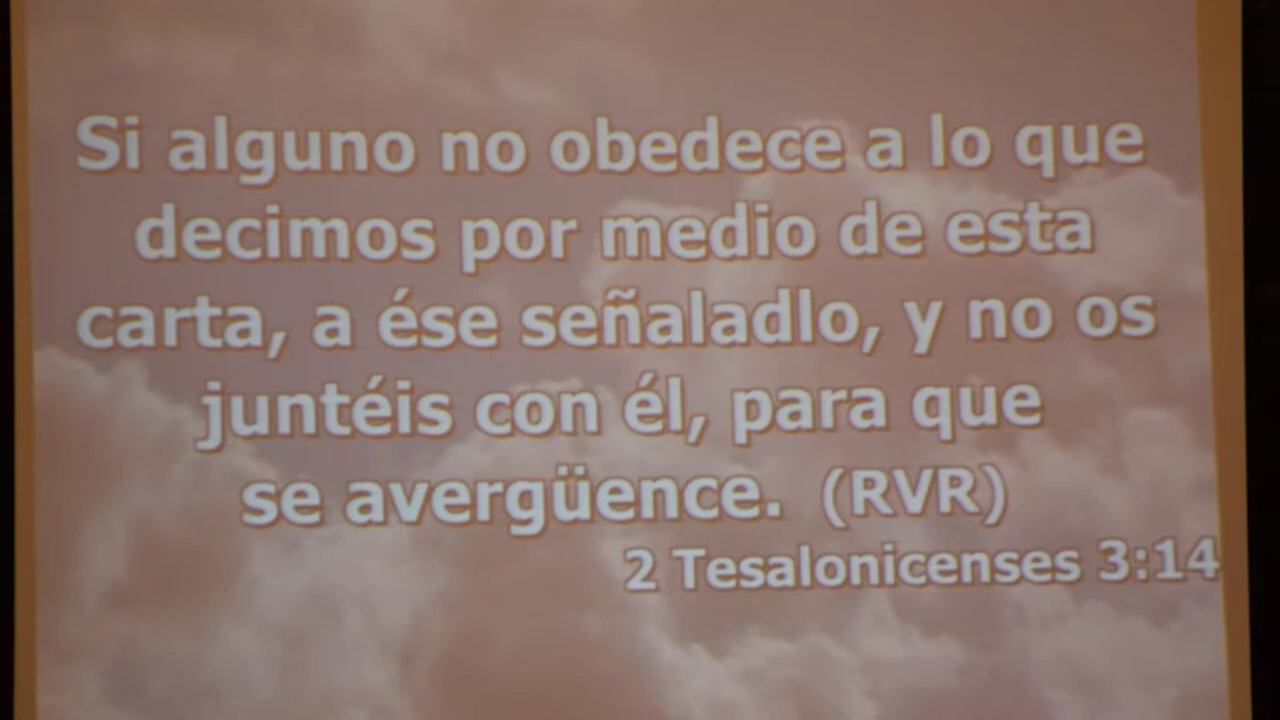 Si alguno no obedece a lo que
decimos por medio de esta
carta, a ése señaladlo, y no os
juntéis con él, para que
se avergüence. (RVR)
2 Tesalonicenses 3:14